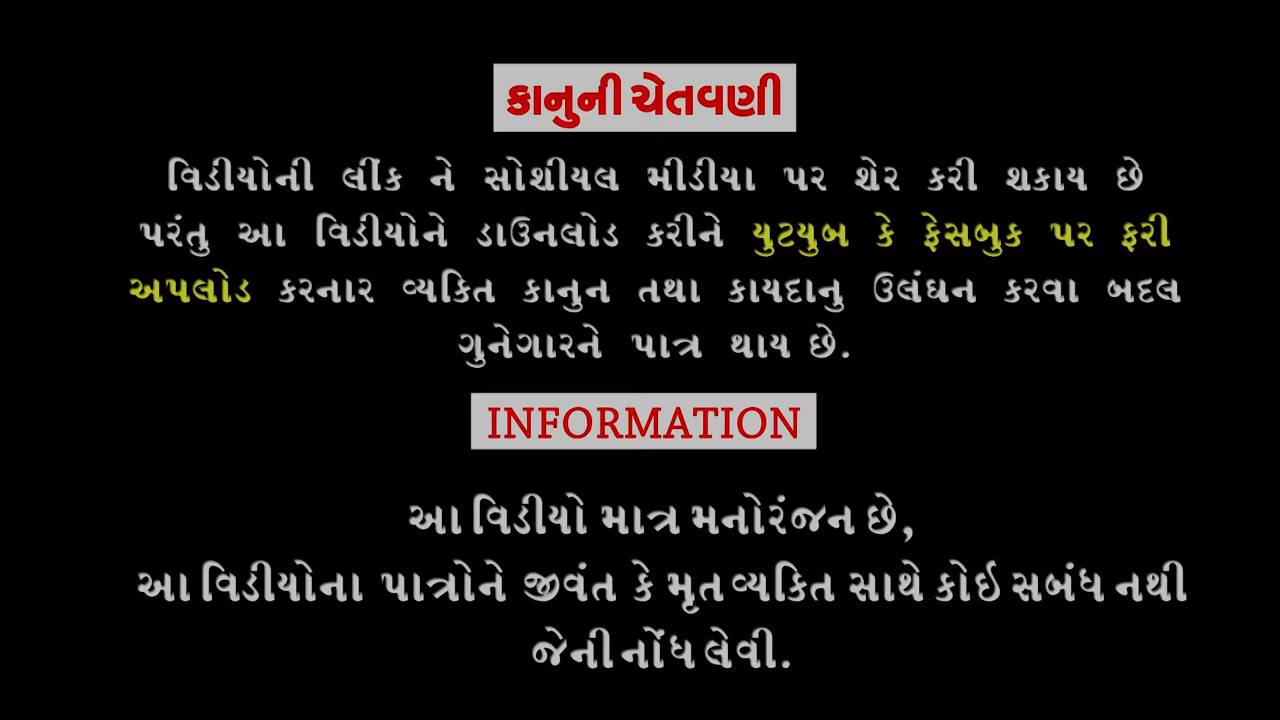 કાનુની ચેતવણી
વિડીયોની લીંક ને સોશીયલ મીડીયા પર શેર કરી શકાય છે
પરંતુ આ વિડીયોને ડાઉનલોડ કરીને યુટયુબ કે ફેસબુક પર ફરી
અપલોડ કરનાર વ્યકિત કાનુન તથા કાયદાનુ ઉલંઘન કરવા બદલ
ગુનેગારને પાત્ર થાય છે.
INFORMATION
આ વિડીયો માત્ર મનોરંજન છે,
આ વિડીયોના પાત્રોને જીવંત કે મૃત વ્યકિત સાથે કોઇ સબંધ નથી
જેની નોંધ લેવી.